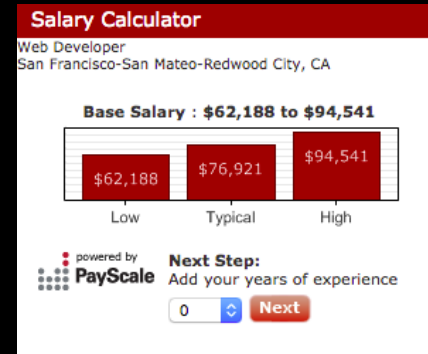 Salary Calculator
Web Developer
San Francisco-San Mateo-Redwood City, CA
Base Salary : $62,188 to $94,541
$62,188 $76,921 $94,541
Low Typical High
powered by
PayScale
Next Step:
Add your years of experience
0 Next